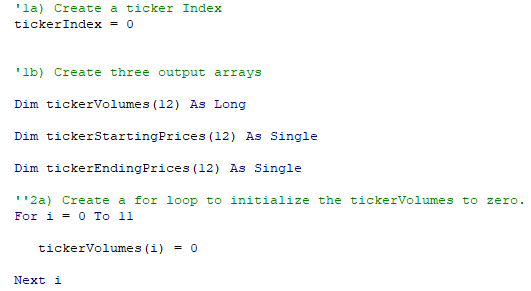 '1a) Create a ticker Index
tickerIndex = 0
'1b) Create three output arrays
Dim tickerVolumes(12) As Long
Dim tickerStartingPrices(12) As Single
Dim tickerEndingPrices(12) As Single
''2a) Create a for loop to initialize the tickerVolumes to zero.
For i = 0 To 11
tickerVolumes(i) = 0
Next i